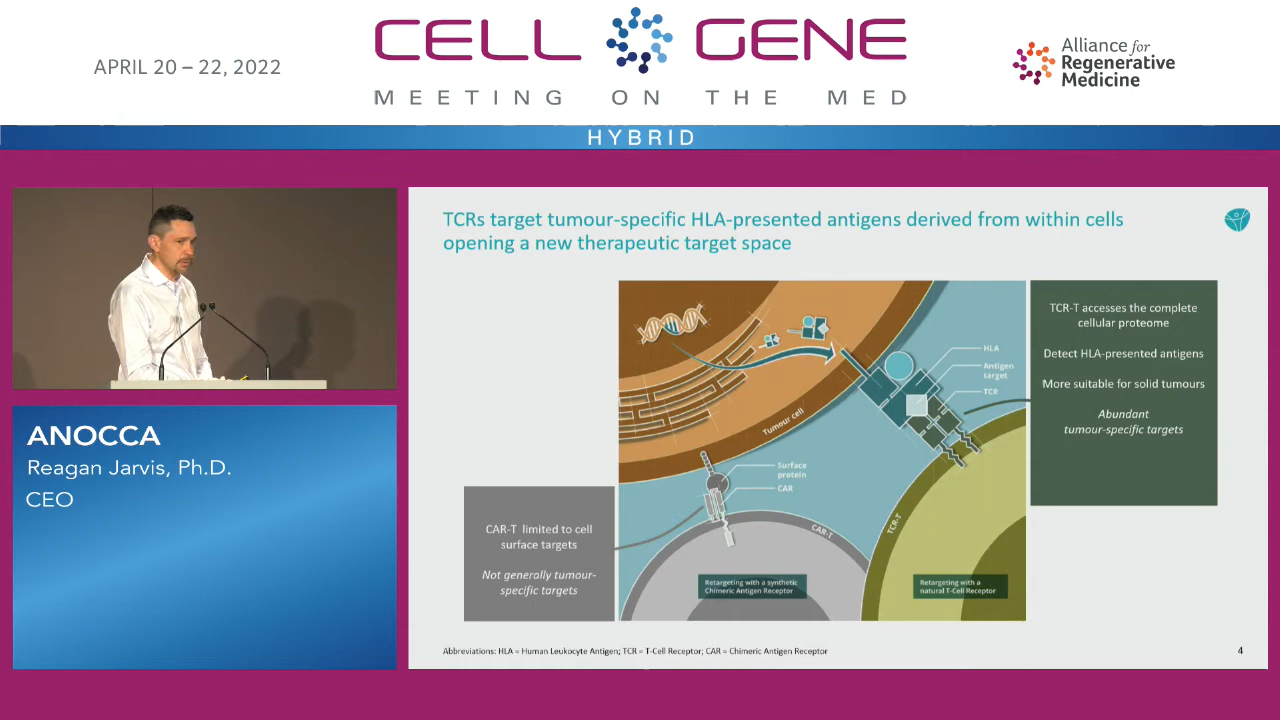 APRIL 20 – 22, 2022
CELL GENE
MEETING ON THE MED
Alliance for
Regenerative
Medicine
HYBRID
ANOCCA
Reagan Jarvis, Ph.D.
CEO
TCRs target tumour-specific HLA-presented antigens derived from within cells
opening a new therapeutic target space
TCR-T accesses the complete
cellular proteome
Detect HLA-presented antigens
More suitable for solid tumours
Abundant
tumour-specific targets
HLA
Antigen
target
TCR
Tumour cell
Surface
protein
CAR
CAR-T limited to cell
surface targets
Not generally tumour-
specific targets
CAR-T
TCR-T
Retargeting with a synthetic
Chimeric Antigen Receptor
Retargeting with a
natural T-Cell Receptor
Abbreviations: HLA = Human Leukocyte Antigen; TCR = T-Cell Receptor; CAR = Chimeric Antigen Receptor
4